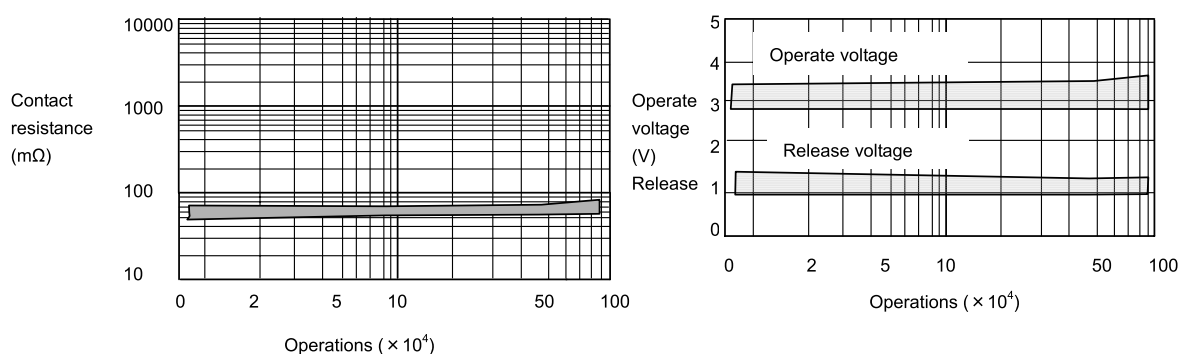 10000
1000
100
10
Contact
resistance
(mΩ)
0 2 5 10 50 100
Operations (×10⁴)
5
4
3
2
1
0
Operate
voltage
(V)
Release
Operate voltage
Release voltage
0 2 5 10 50 100
Operations (×10⁴)